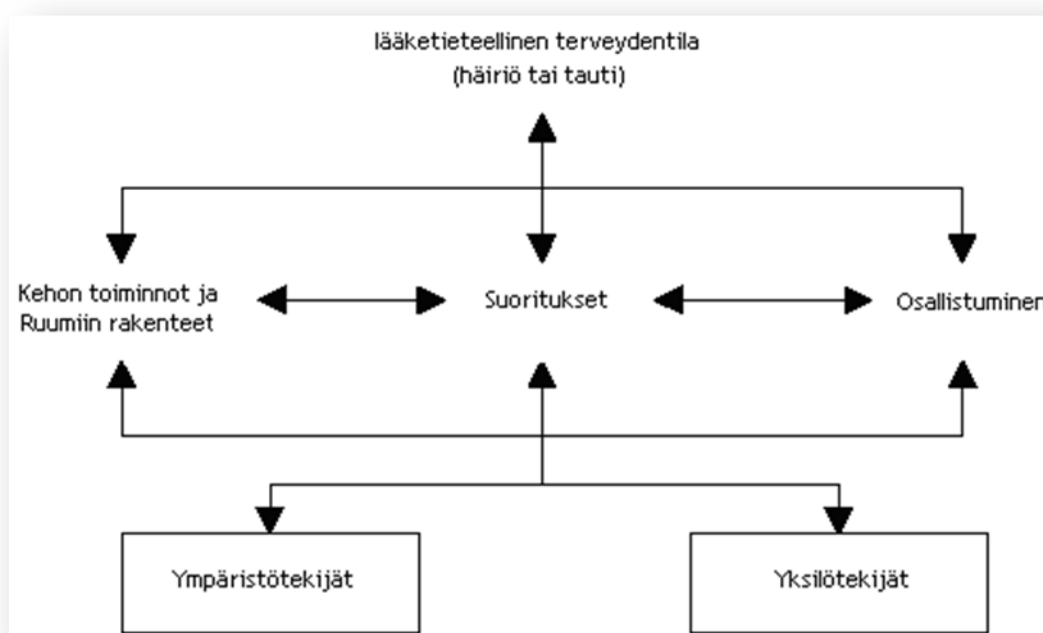 lääketieteellinen terveydentila
(häiriö tai tauti)
Kehon toiminnot ja
Ruumiin rakenteet
Suoritukset
Osallistuminen
Ympäristötekijät
Yksilötekijät